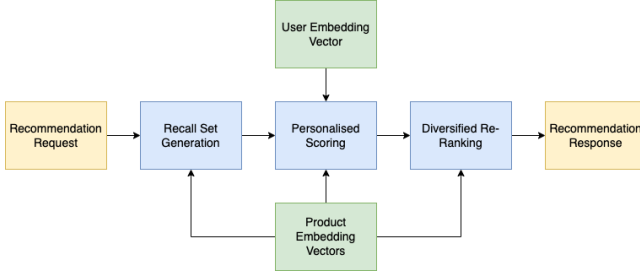 User Embedding
Vector
Recommendation
Request
Recall Set
Generation
Personalised
Scoring
Diversified Re-
Ranking
Recommendation
Response
Product
Embedding
Vectors